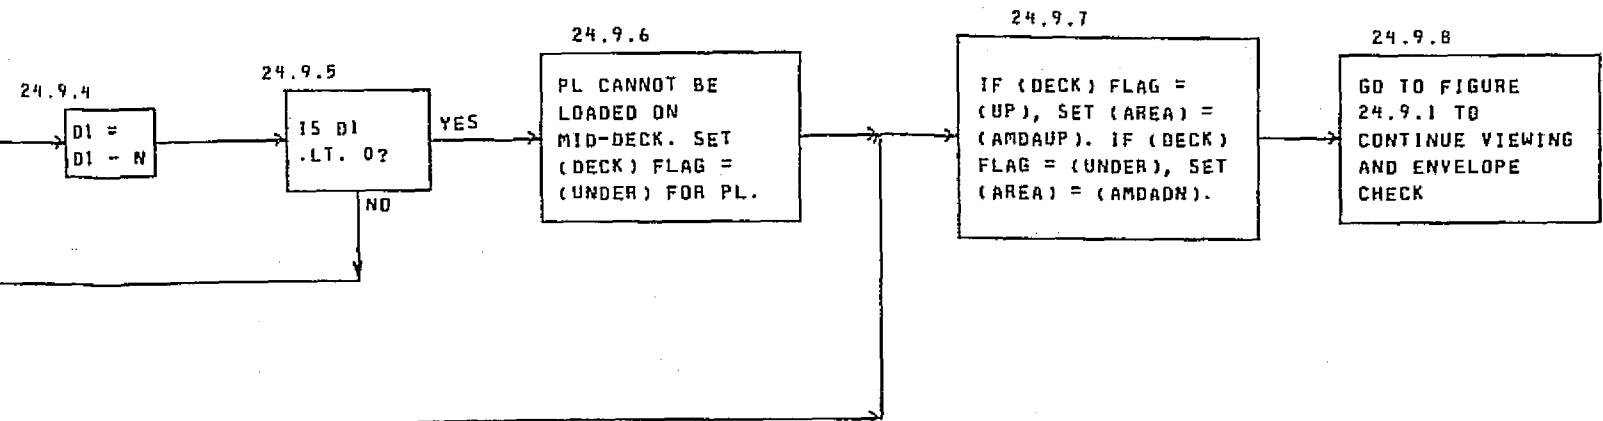 24.9.4
D1 =
D1 - N
24.9.5
IS D1
.LT. 0?
YES
NO
24.9.6
PL CANNOT BE
LOADED ON
MID-DECK. SET
(DECK) FLAG =
(UNDER) FOR PL.
24.9.7
IF (DECK) FLAG =
(UP), SET (AREA) =
(AMDAUP). IF (DECK)
FLAG = (UNDER), SET
(AREA) = (AMDADN).
24.9.8
GO TO FIGURE
24.9.1 TO
CONTINUE VIEWING
AND ENVELOPE
CHECK